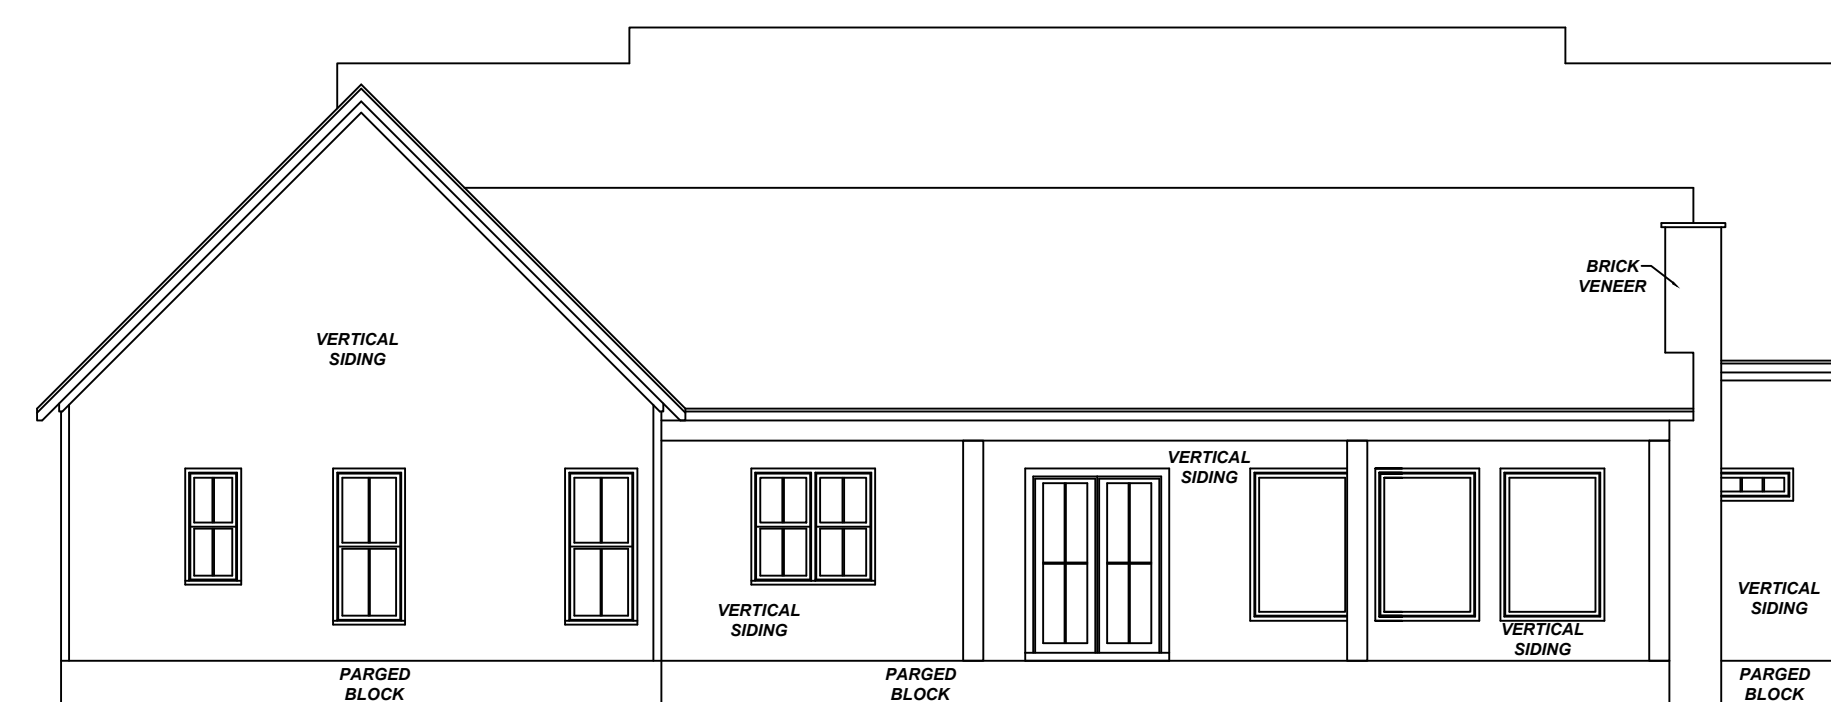 BRICK
VENEER
VERTICAL
SIDING
VERTICAL
SIDING
VERTICAL
SIDING
VERTICAL
SIDING
VERTICAL
SIDING
PARGED
BLOCK
PARGED
BLOCK
PARGED
BLOCK